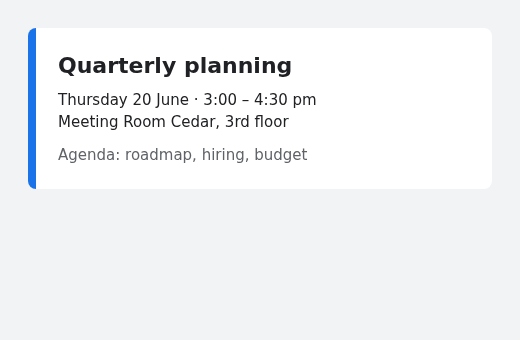 Quarterly planning
Thursday 20 June · 3:00 – 4:30 pm
Meeting Room Cedar, 3rd floor
Agenda: roadmap, hiring, budget